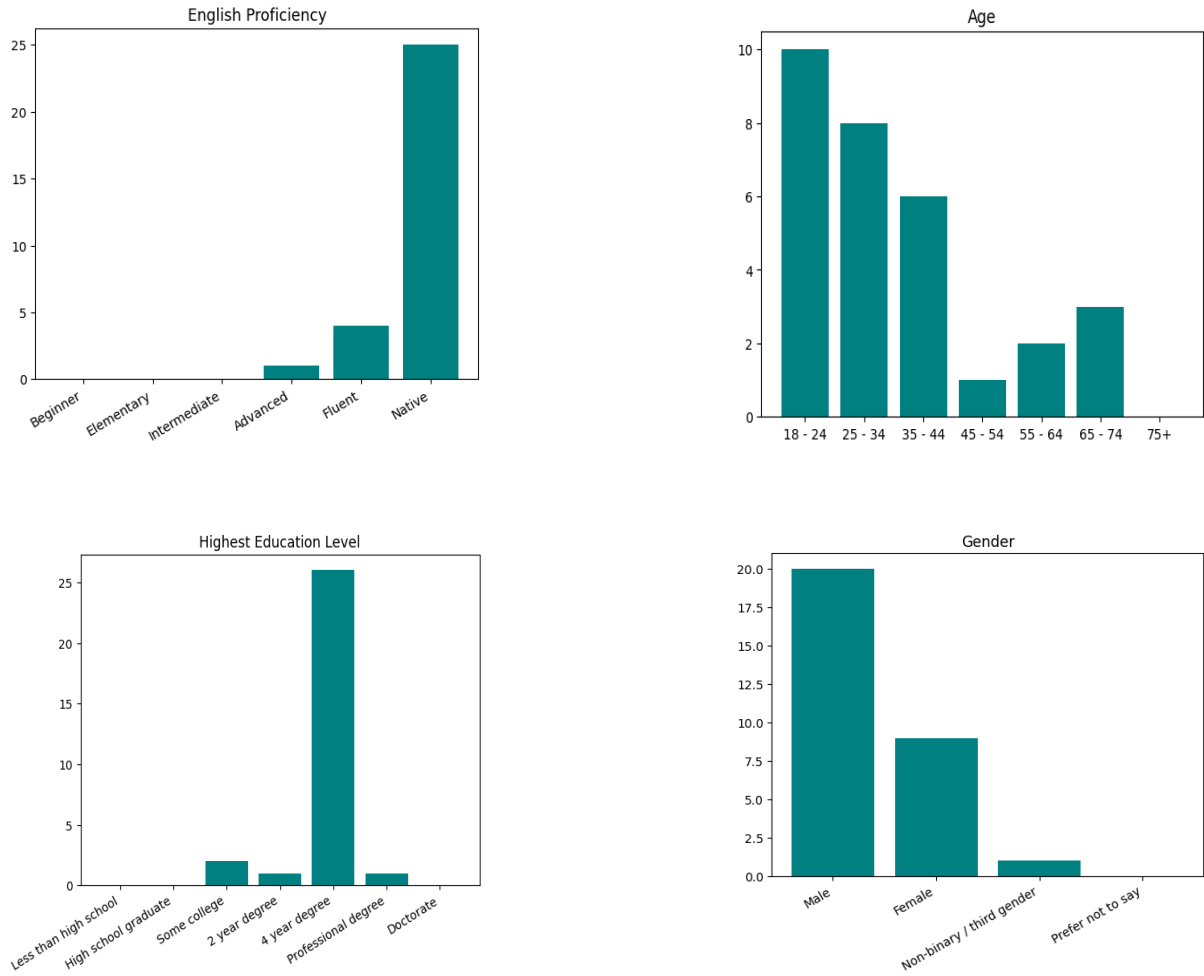 English Proficiency
25
20
15
10
5
0
Beginner
Elementary
Intermediate
Advanced
Fluent
Native
Age
10
8
6
4
2
0
18 - 24
25 - 34
35 - 44
45 - 54
55 - 64
65 - 74
75+
Highest Education Level
25
20
15
10
5
0
Less than high school
High school graduate
Some college
2 year degree
4 year degree
Professional degree
Doctorate
Gender
20.0
17.5
15.0
12.5
10.0
7.5
5.0
2.5
0.0
Male
Female
Non-binary / third gender
Prefer not to say